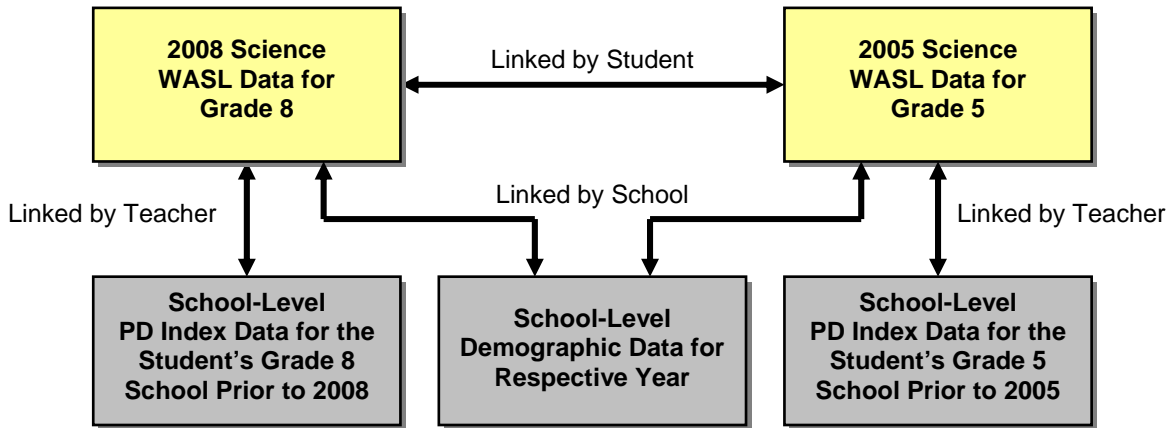 2008 Science
WASL Data for
Grade 8
Linked by Student
2005 Science
WASL Data for
Grade 5
Linked by Teacher
Linked by School
Linked by Teacher
School-Level
PD Index Data for the
Student's Grade 8
School Prior to 2008
School-Level
Demographic Data for
Respective Year
School-Level
PD Index Data for the
Student's Grade 5
School Prior to 2005